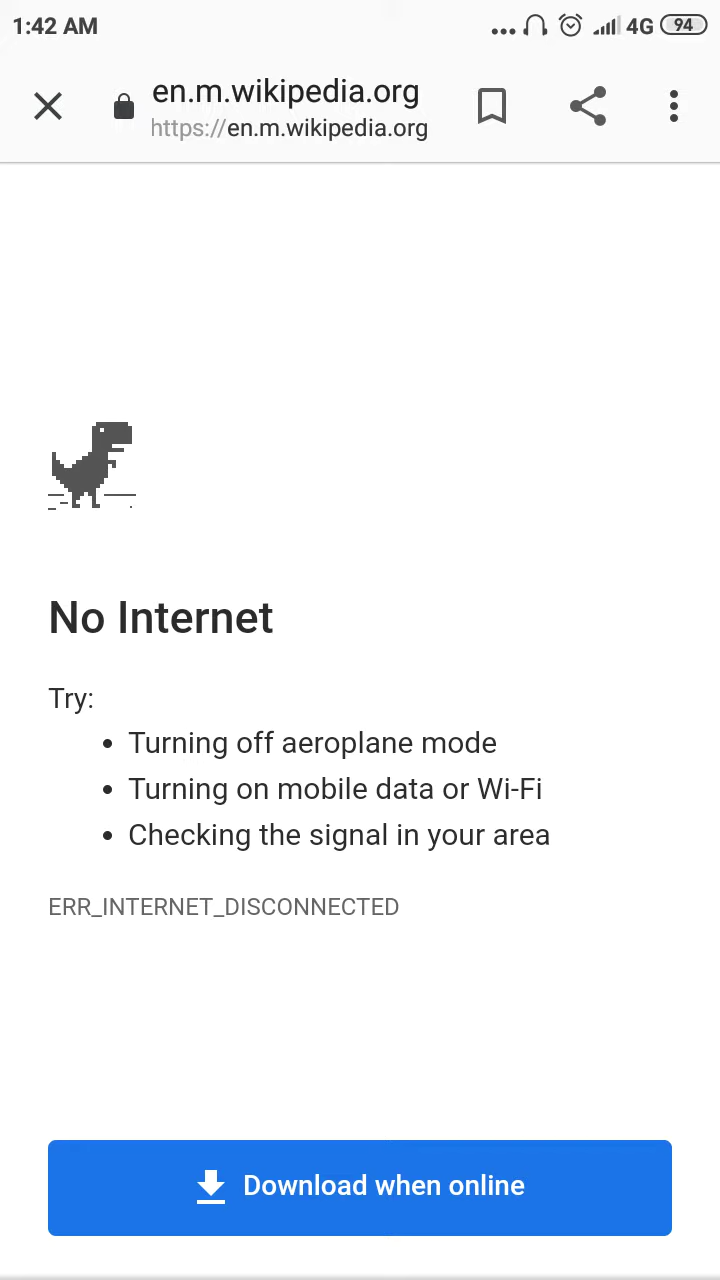 1:42 AM ... 4G 94
en.m.wikipedia.org
https://en.m.wikipedia.org
No Internet
Try:
• Turning off aeroplane mode
• Turning on mobile data or Wi-Fi
• Checking the signal in your area
ERR_INTERNET_DISCONNECTED
Download when online